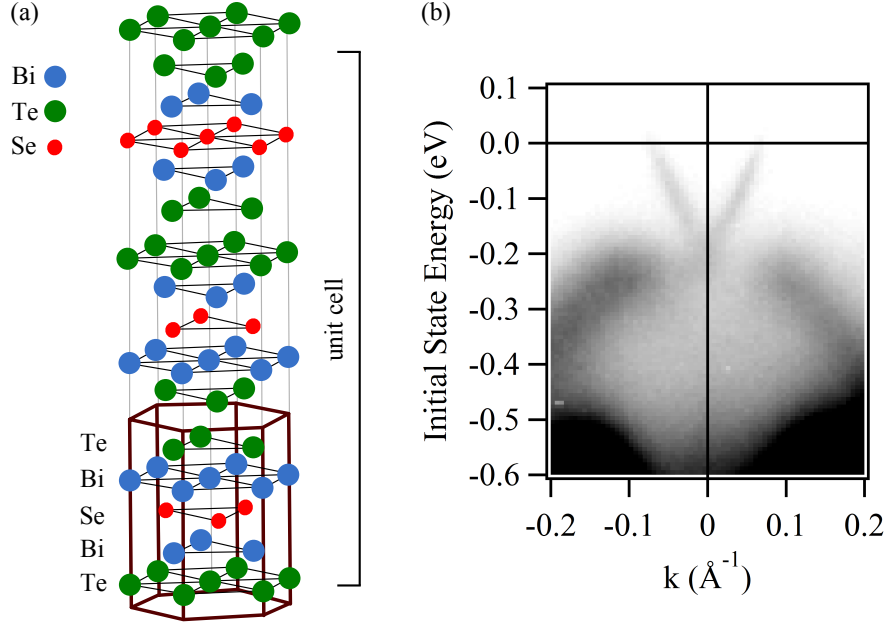 (a)
Bi
Te
Se
unit cell
Te
Bi
Se
Bi
Te
(b)
Initial State Energy (eV)
0.1
0.0
-0.1
-0.2
-0.3
-0.4
-0.5
-0.6
-0.2 -0.1 0 0.1 0.2
k (Å⁻¹)